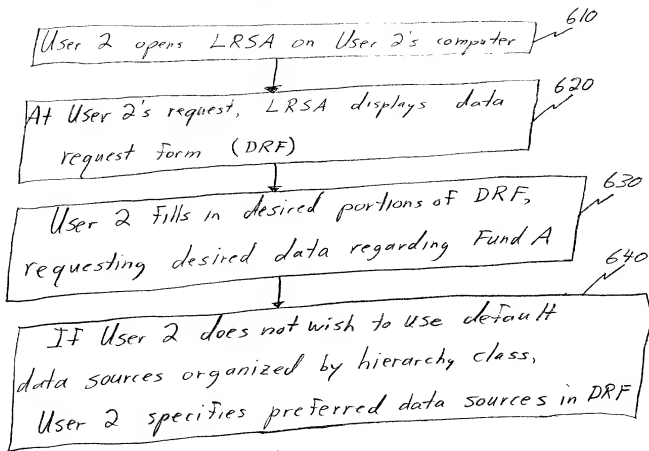 User 2 opens LRSA on User 2's computer
610
At User 2's request, LRSA displays data
request form (DRF)
620
User 2 fills in desired portions of DRF,
requesting desired data regarding Fund A
630
If User 2 does not wish to use default
data sources organized by hierarchy class,
User 2 specifies preferred data sources in DRF
640